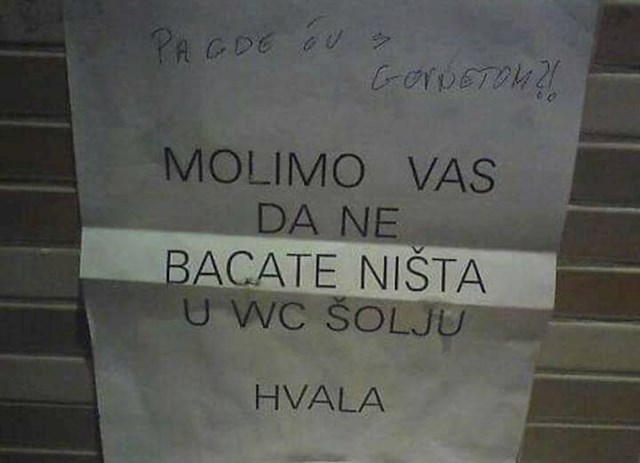 PA GDE ĆU S
GOVNETOM?!
MOLIMO VAS
DA NE
BACATE NIŠTA
U WC ŠOLJU
HVALA